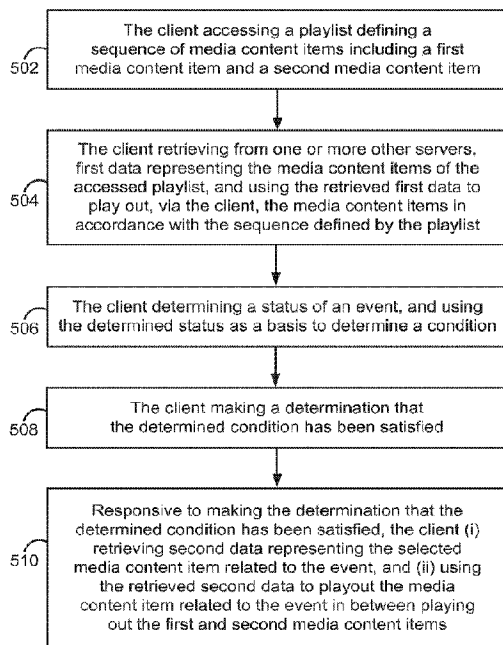 The client accessing a playlist defining
a sequence of media content items including a first
media content item and a second media content item
502
The client retrieving from one or more other servers,
first data representing the media content items of the
accessed playlist, and using the retrieved first data to
play out, via the client, the media content items in
accordance with the sequence defined by the playlist
504
The client determining a status of an event, and using
the determined status as a basis to determine a condition
506
The client making a determination that
the determined condition has been satisfied
508
Responsive to making the determination that the
determined condition has been satisfied, the client (i)
retrieving second data representing the selected
media content item related to the event, and (ii) using
the retrieved second data to playout the media
content item related to the event in between playing
out the first and second media content items
510